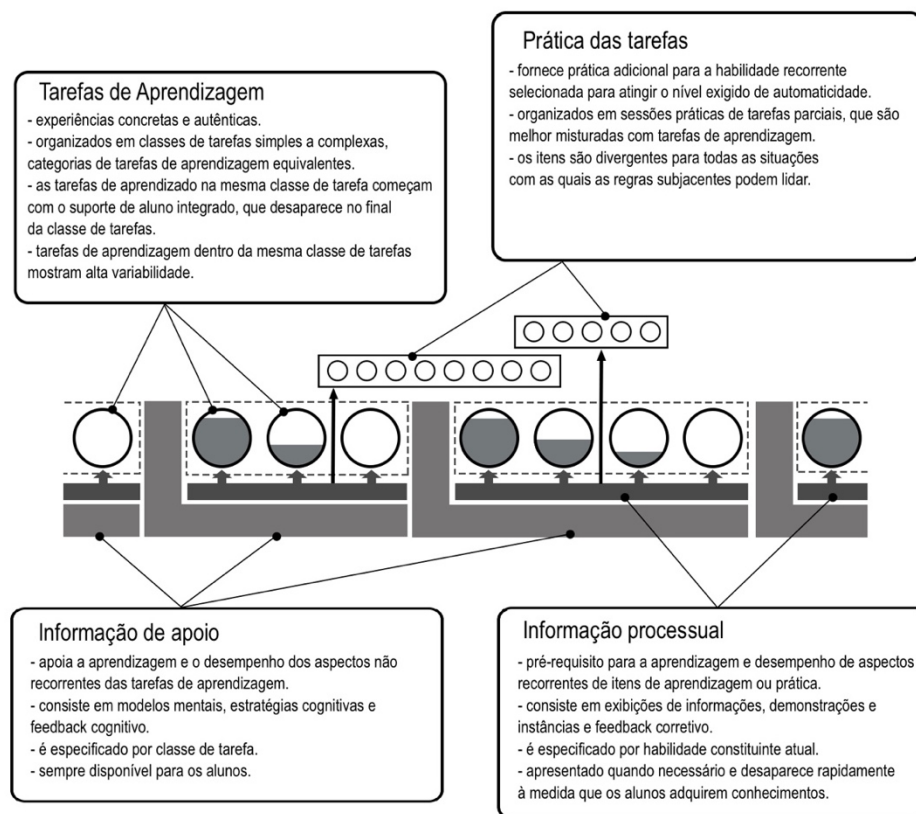 Tarefas de Aprendizagem
- experiências concretas e autênticas.
- organizados em classes de tarefas simples a complexas,
categorias de tarefas de aprendizagem equivalentes.
- as tarefas de aprendizado na mesma classe de tarefa começam
com o suporte de aluno integrado, que desaparece no final
da classe de tarefas.
- tarefas de aprendizagem dentro da mesma classe de tarefas
mostram alta variabilidade.
Prática das tarefas
- fornece prática adicional para a habilidade recorrente
selecionada para atingir o nível exigido de automaticidade.
- organizados em sessões práticas de tarefas parciais, que são
melhor misturadas com tarefas de aprendizagem.
- os itens são divergentes para todas as situações
com as quais as regras subjacentes podem lidar.
Informação de apoio
- apoia a aprendizagem e o desempenho dos aspectos não
recorrentes das tarefas de aprendizagem.
- consiste em modelos mentais, estratégias cognitivas e
feedback cognitivo.
- é especificado por classe de tarefa.
- sempre disponível para os alunos.
Informação processual
- pré-requisito para a aprendizagem e desempenho de aspectos
recorrentes de itens de aprendizagem ou prática.
- consiste em exibições de informações, demonstrações e
instâncias e feedback corretivo.
- é especificado por habilidade constituinte atual.
- apresentado quando necessário e desaparece rapidamente
à medida que os alunos adquirem conhecimentos.